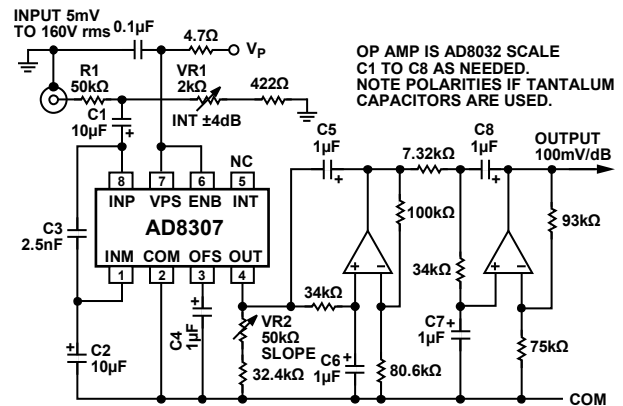 INPUT 5mV
TO 160V rms
0.1µF
4.7Ω
VP
R1
50kΩ
VR1
2kΩ
422Ω
INT ±4dB
C1
10µF
OP AMP IS AD8032 SCALE
C1 TO C8 AS NEEDED.
NOTE POLARITIES IF TANTALUM
CAPACITORS ARE USED.
NC
8 7 6 5
INP VPS ENB INT
AD8307
INM COM OFS OUT
1 2 3 4
C3
2.5nF
C2
10µF
C4
1µF
VR2
50kΩ
SLOPE
32.4kΩ
C5
1µF
34kΩ
C6
1µF
100kΩ
80.6kΩ
7.32kΩ
C8
1µF
34kΩ
C7
1µF
OUTPUT
100mV/dB
93kΩ
75kΩ
COM
+ –
+ –
+
+
+
+
+
+
+